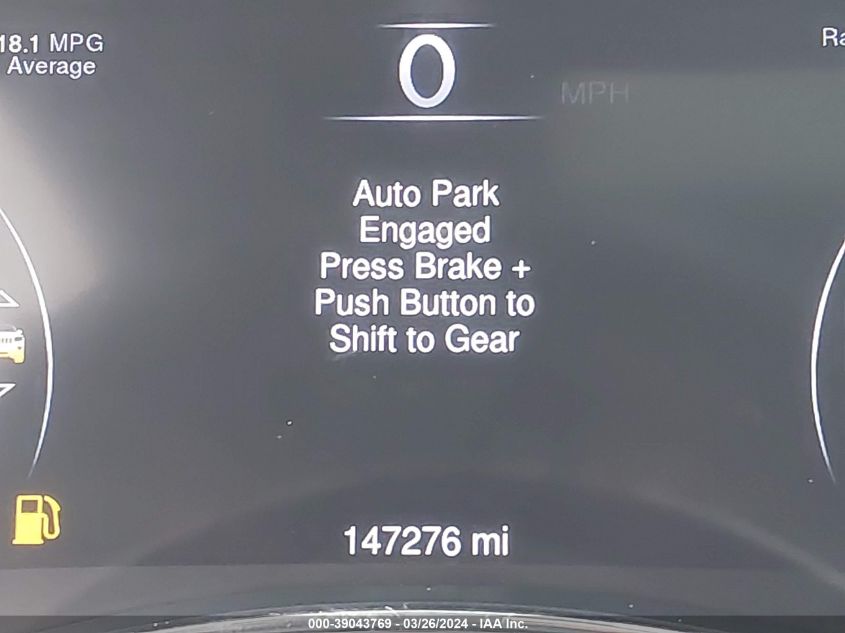 18.1 MPG
Average
0
MPH
Auto Park
Engaged
Press Brake +
Push Button to
Shift to Gear
147276 mi
000-39043769 - 03/26/2024 - IAA Inc.